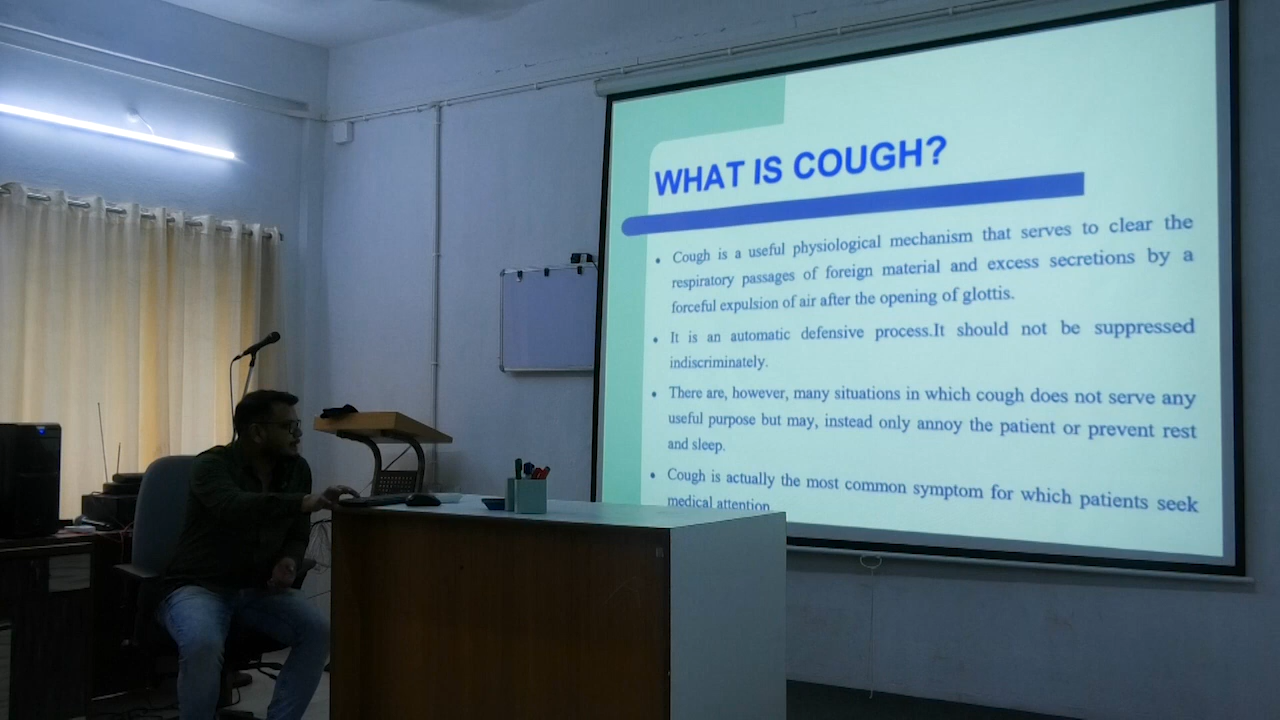 WHAT IS COUGH?
• Cough is a useful physiological mechanism that serves to clear the
respiratory passages of foreign material and excess secretions by a
forceful expulsion of air after the opening of glottis.
• It is an automatic defensive process.It should not be suppressed
indiscriminately.
• There are, however, many situations in which cough does not serve any
useful purpose but may, instead only annoy the patient or prevent rest
and sleep.
• Cough is actually the most common symptom for which patients seek
medical attention